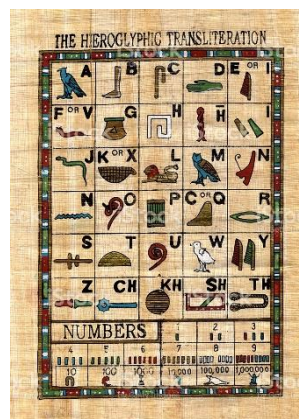 THE HIEROGLYPHIC TRANSLITERATION
A B C D E OR I
F OR V G H H I
J K OR X L M N
N O P C OR Q R
S T U W Y
Z CH KH SH TH
NUMBERS 1 2 3
5 6 7 8 9
10 100 1000 10,000 100,000 1,000,000